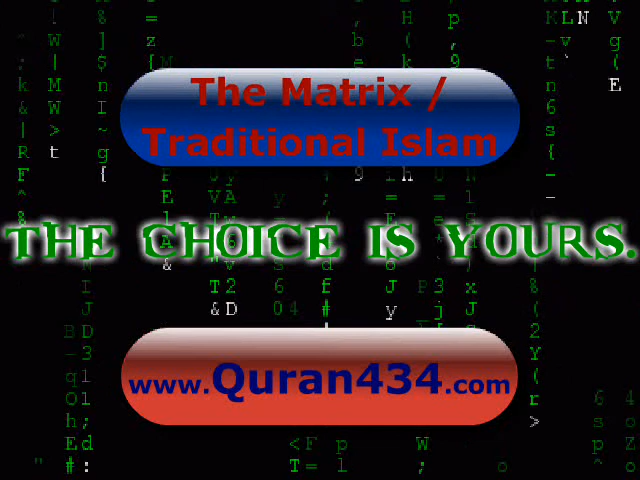 The Matrix /
Traditional Islam
THE CHOICE IS YOURS.
www.Quran434.com